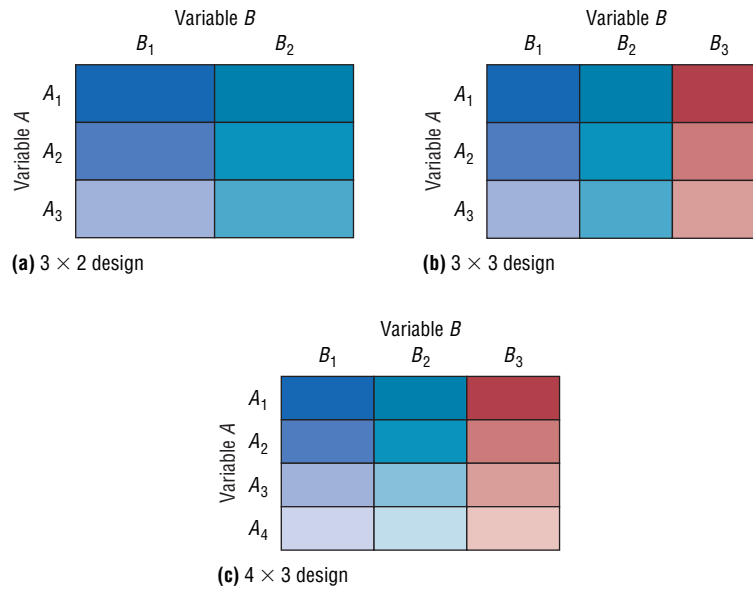 Variable B
B₁ B₂
Variable A
A₁
A₂
A₃
(a) 3 × 2 design
Variable B
B₁ B₂ B₃
Variable A
A₁
A₂
A₃
(b) 3 × 3 design
Variable B
B₁ B₂ B₃
Variable A
A₁
A₂
A₃
A₄
(c) 4 × 3 design